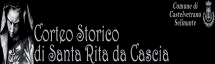 Comune di
Castelvetrano
Selinunte
Corteo Storico
di Santa Rita da Cascia